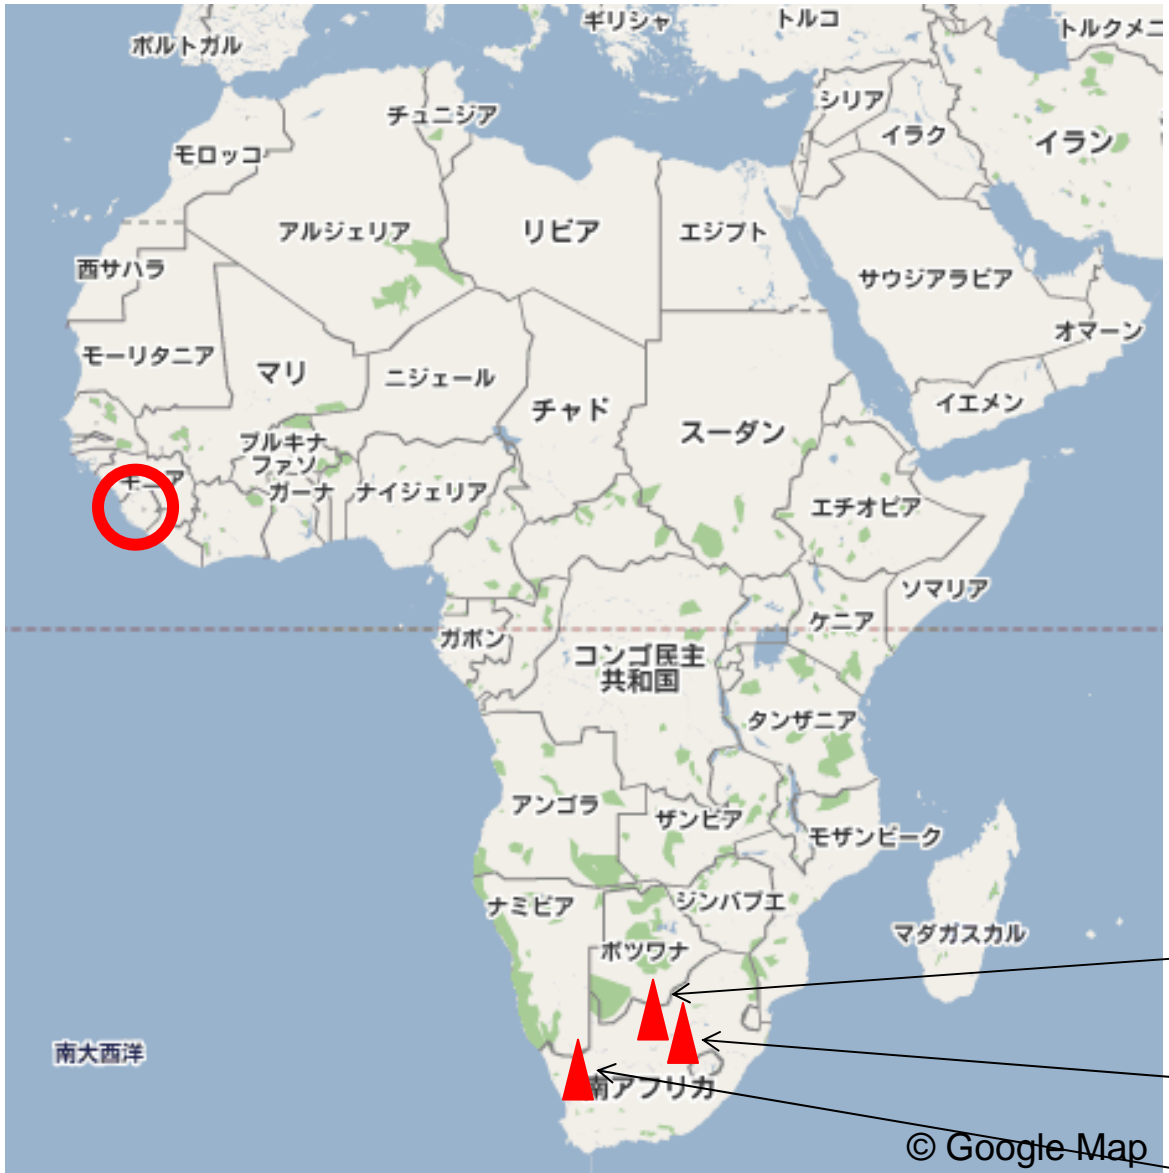 ギリシャ
トルコ
トルクメニ
ポルトガル
シリア
チュニジア
イラク
イラン
モロッコ
アルジェリア
リビア
エジプト
西サハラ
サウジアラビア
オマーン
モーリタニア
マリ
ニジェール
チャド
イエメン
スーダン
ブルキナ
ファソ
ガーナ
ナイジェリア
エチオピア
ソマリア
ケニア
ガボン
コンゴ民主
共和国
タンザニア
アンゴラ
ザンビア
モザンビーク
ナミビア
ジンバブエ
マダガスカル
ボツワナ
南大西洋
南アフリカ
© Google Map